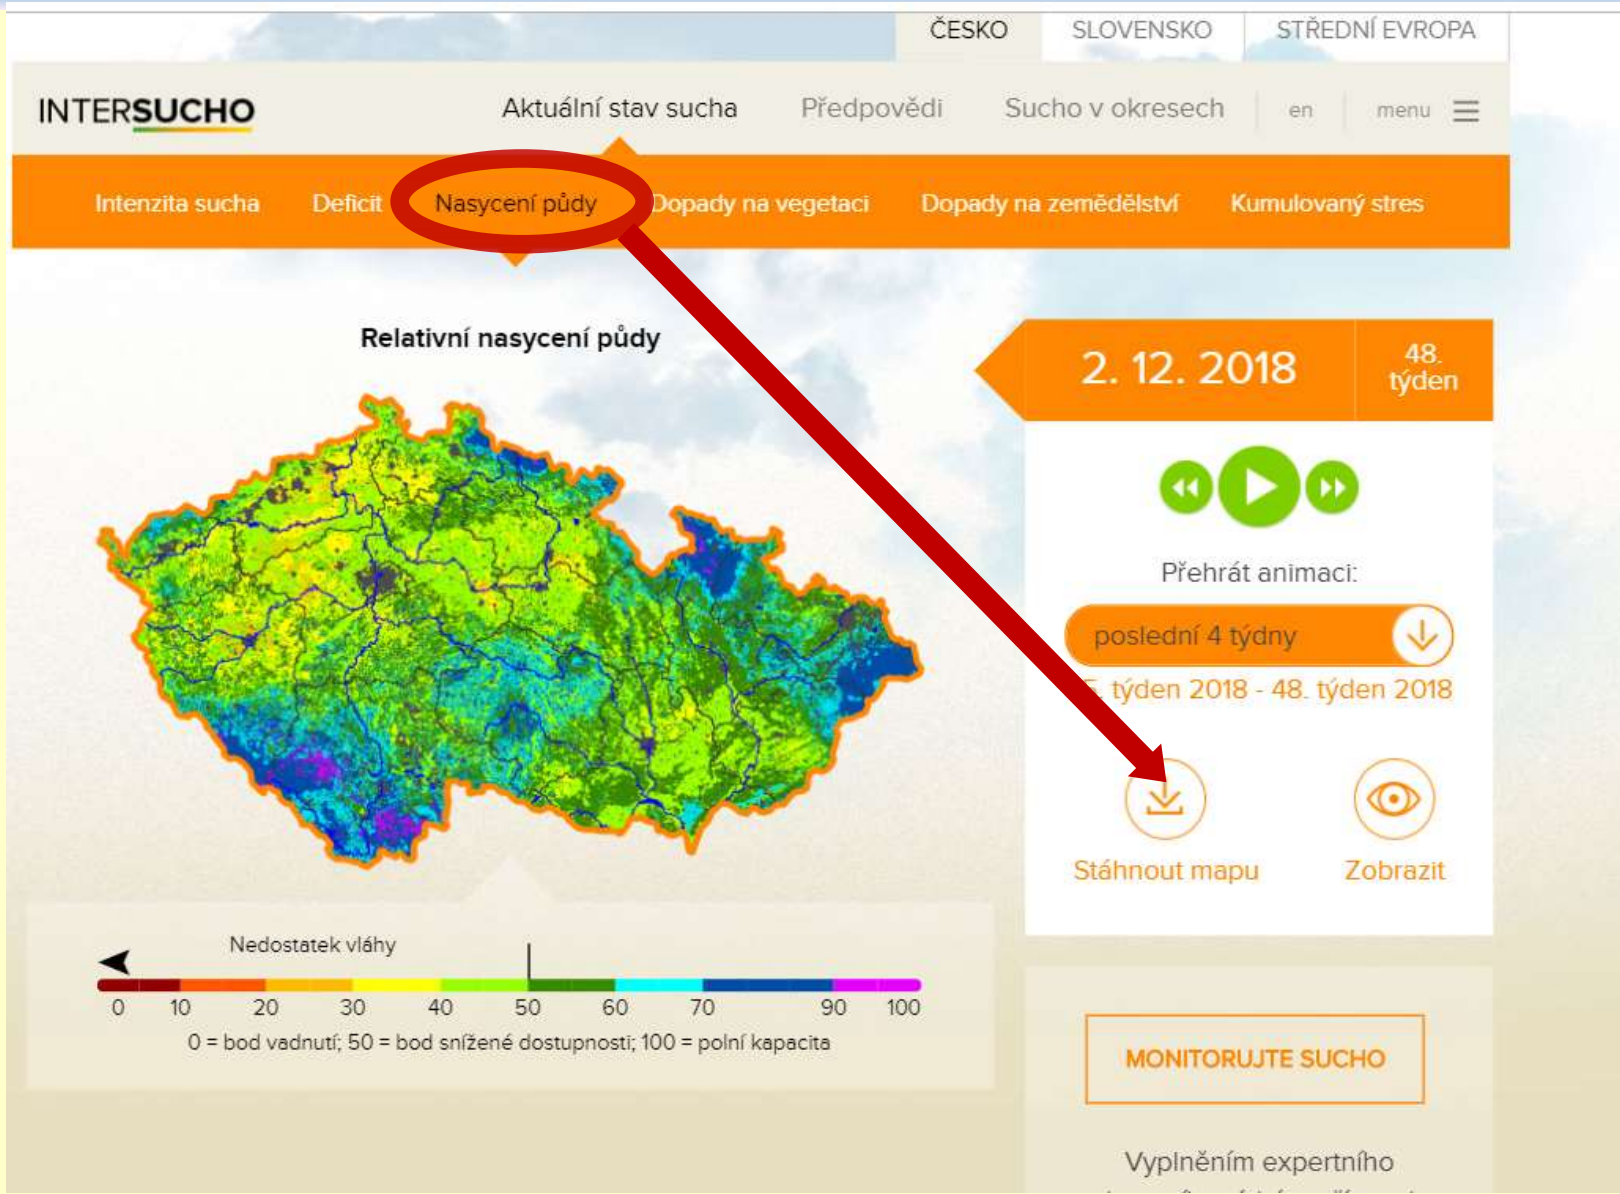 ČESKO SLOVENSKO STŘEDNÍ EVROPA
INTERSUCHO Aktuální stav sucha Předpovědi Sucho v okresech en menu
Intenzita sucha Deficit Nasycení půdy Dopady na vegetaci Dopady na zemědělství Kumulovaný stres
Relativní nasycení půdy
2. 12. 2018
48.
týden
Přehrát animaci:
poslední 4 týdny
týden 2018 - 48. týden 2018
Stáhnout mapu Zobrazit
Nedostatek vláhy
0 10 20 30 40 50 60 70 90 100
0 = bod vadnutí; 50 = bod snížené dostupnosti; 100 = polní kapacita
MONITORUJTE SUCHO
Vyplněním expertního